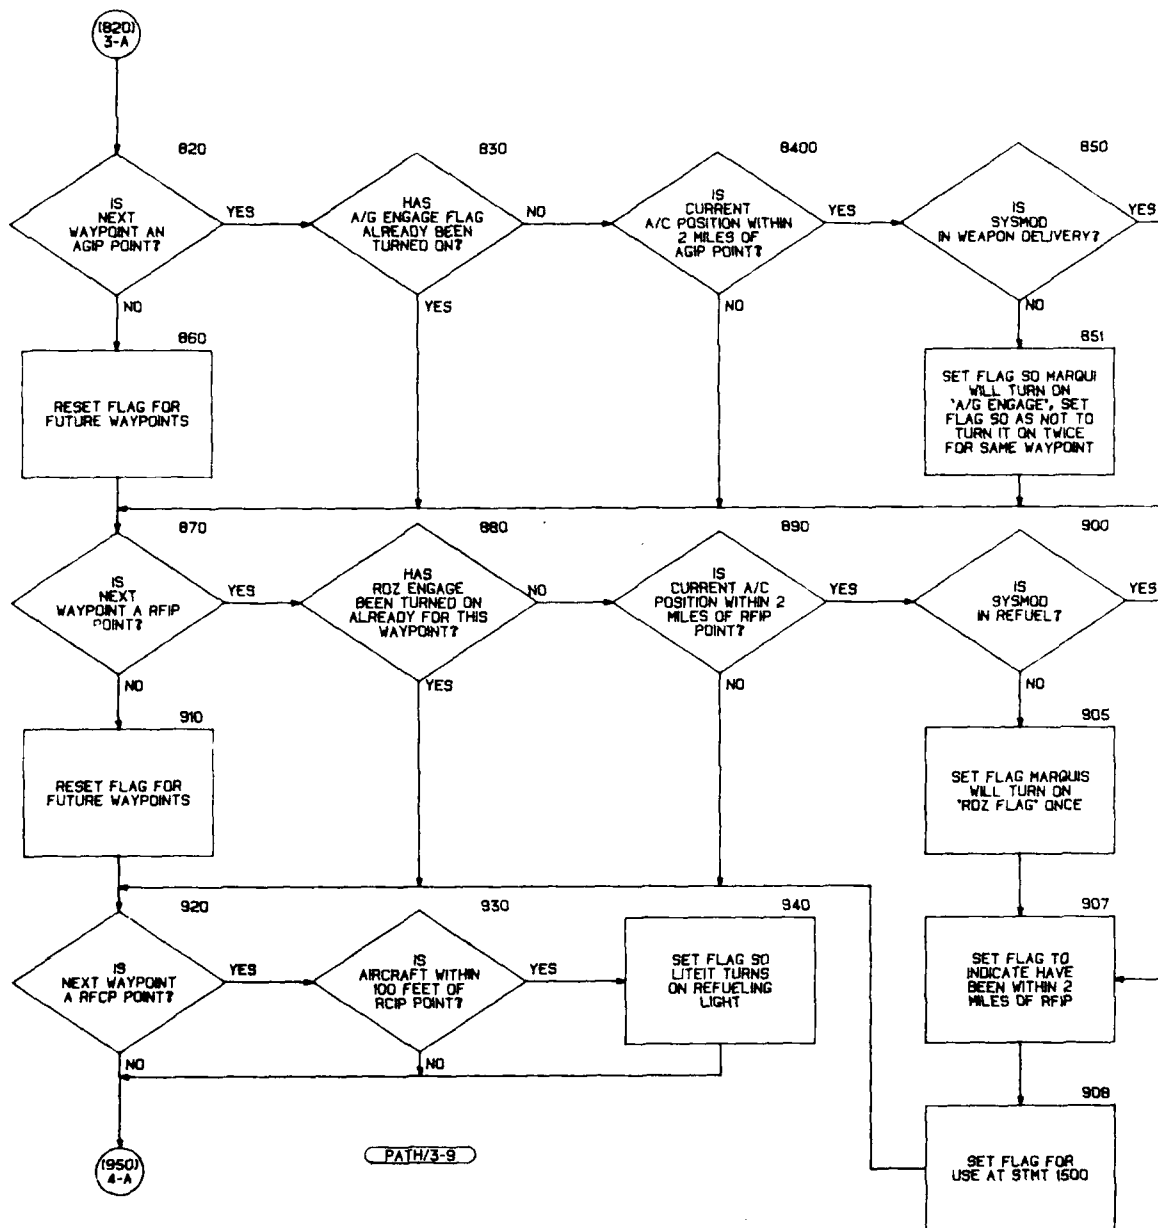 (820)
3-A
820
IS
NEXT
WAYPOINT AN
AGIP POINT?
YES
NO
830
HAS
A/G ENGAGE FLAG
ALREADY BEEN
TURNED ON?
NO
YES
8400
IS
CURRENT
A/C POSITION WITHIN
2 MILES OF
AGIP POINT?
YES
NO
850
IS
SYSMOD
IN WEAPON DELIVERY?
YES
NO
860
RESET FLAG FOR
FUTURE WAYPOINTS
851
SET FLAG SO MARQUI
WILL TURN ON
'A/G ENGAGE', SET
FLAG SO AS NOT TO
TURN IT ON TWICE
FOR SAME WAYPOINT
870
IS
NEXT
WAYPOINT A RFIP
POINT?
YES
NO
880
HAS
RDZ ENGAGE
BEEN TURNED ON
ALREADY FOR THIS
WAYPOINT?
NO
YES
890
IS
CURRENT A/C
POSITION WITHIN 2
MILES OF RFIP
POINT?
YES
NO
900
IS
SYSMOD
IN REFUEL?
YES
NO
910
RESET FLAG FOR
FUTURE WAYPOINTS
905
SET FLAG MARQUIS
WILL TURN ON
'RDZ FLAG' ONCE
920
IS
NEXT WAYPOINT
A RFCP POINT?
YES
NO
930
IS
AIRCRAFT WITHIN
100 FEET OF
RCIP POINT?
YES
NO
940
SET FLAG SO
LITEIT TURNS
ON REFUELING
LIGHT
907
SET FLAG TO
INDICATE HAVE
BEEN WITHIN 2
MILES OF RFIP
908
SET FLAG FOR
USE AT STMT 1500
(950)
4-A
PATH/3-9